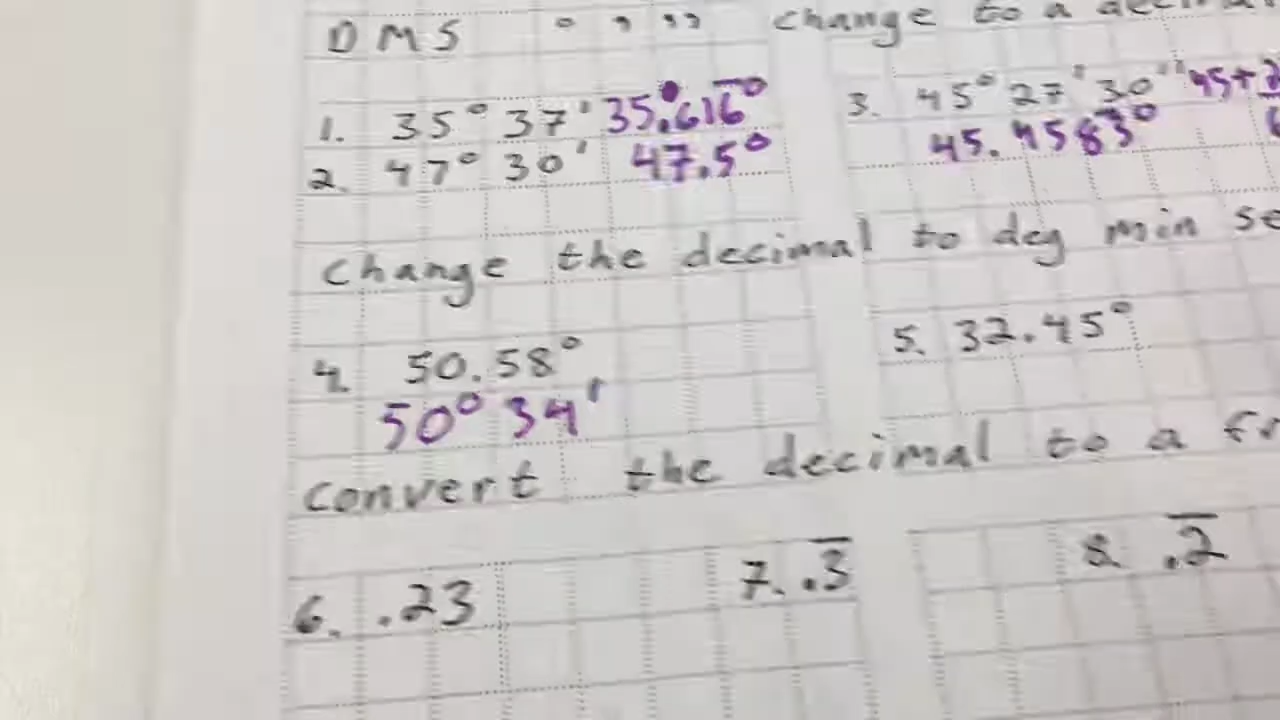 DMS ° ' '' change to a decimal
1. 35° 37' 35.616̅°
2. 47° 30' 47.5°
3. 45° 27' 30'' 45+
45.4583̅°
change the decimal to deg min
4. 50.58°
50° 34'
5. 32.45°
convert the decimal to a
6. .23
7. .3̅
8. .2̅